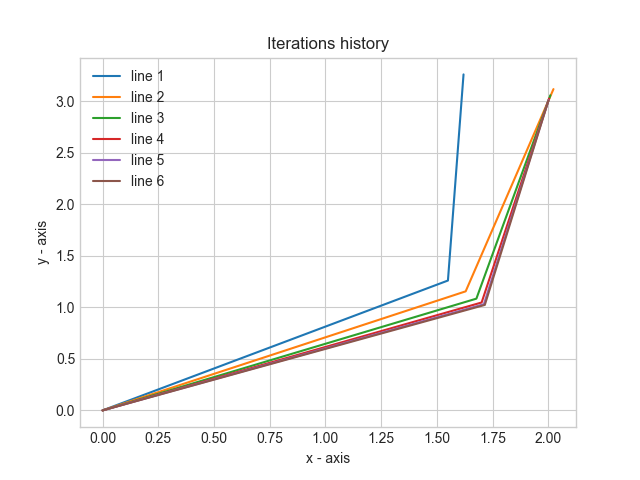 Iterations history
line 1
line 2
line 3
line 4
line 5
line 6
3.0
2.5
2.0
1.5
1.0
0.5
0.0
y - axis
0.00 0.25 0.50 0.75 1.00 1.25 1.50 1.75 2.00
x - axis